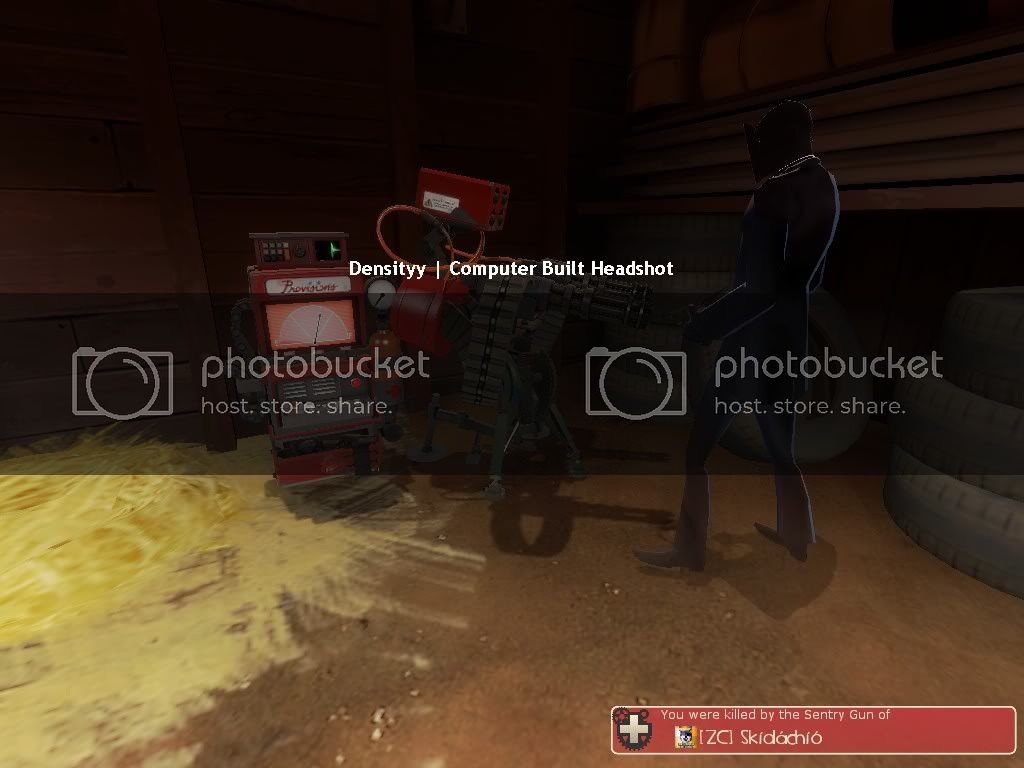 Densityy | Computer Built Headshot
Provisions
photobucket
host. store. share.
photobucket
host. store. share.
You were killed by the Sentry Gun of
[ZC] Skídáchíó